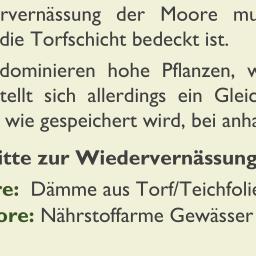 rvernässung der Moore mu
die Torfschicht bedeckt ist.
dominieren hohe Pflanzen, w
tellt sich allerdings ein Gleic
wie gespeichert wird, bei anha
itte zur Wiedervernässung
re: Dämme aus Torf/Teichfolie
ore: Nährstoffarme Gewässer